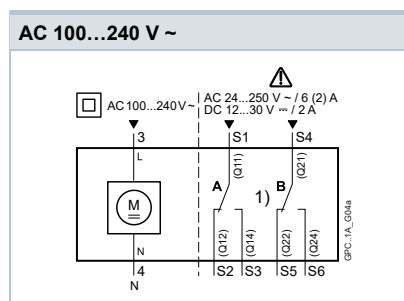 AC 100...240 V ~
AC 100...240 V ~
AC 24...250 V ~ / 6 (2) A
DC 12...30 V ⎓ / 2 A
3 S1 S4
L (Q11) (Q21)
A 1) B
M
N (Q12) (Q14) (Q22) (Q24)
4 S2 S3 S5 S6
N
GPC..1A_G04a